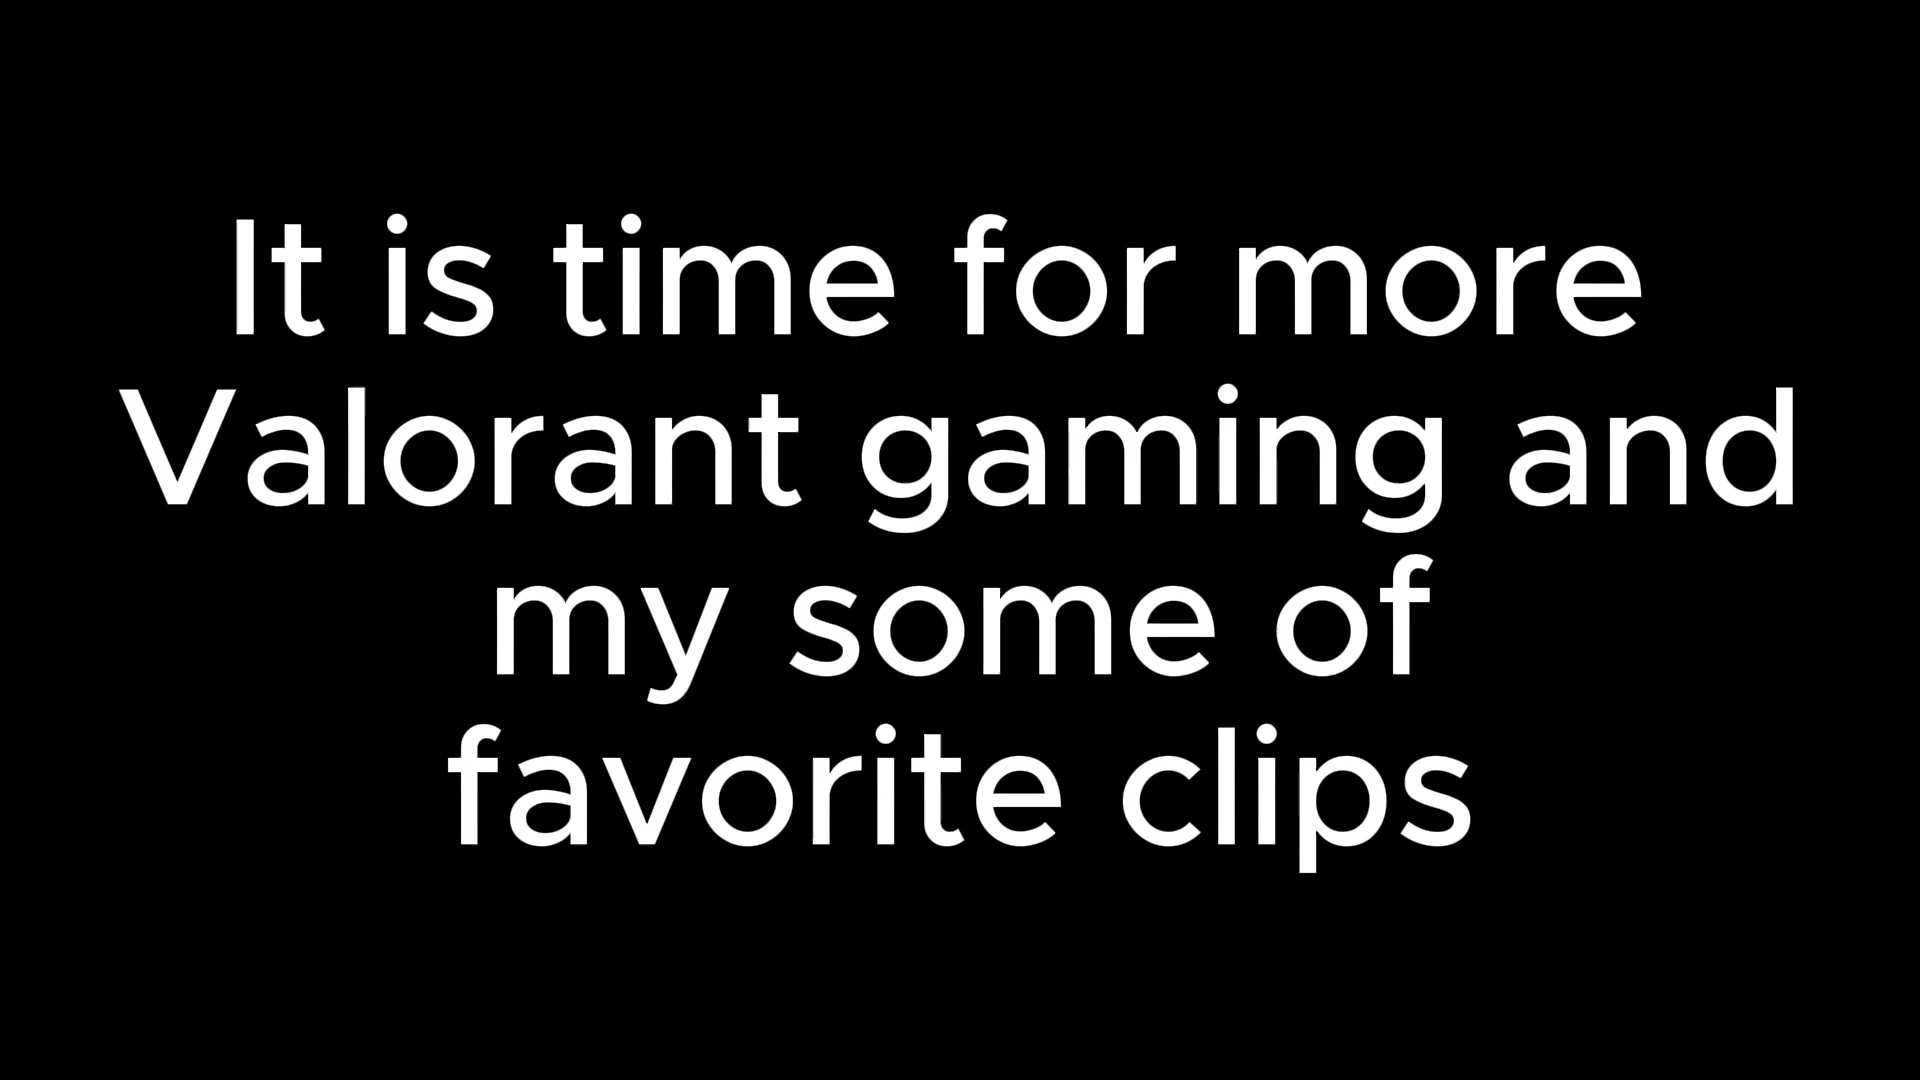 It is time for more
Valorant gaming and
my some of
favorite clips